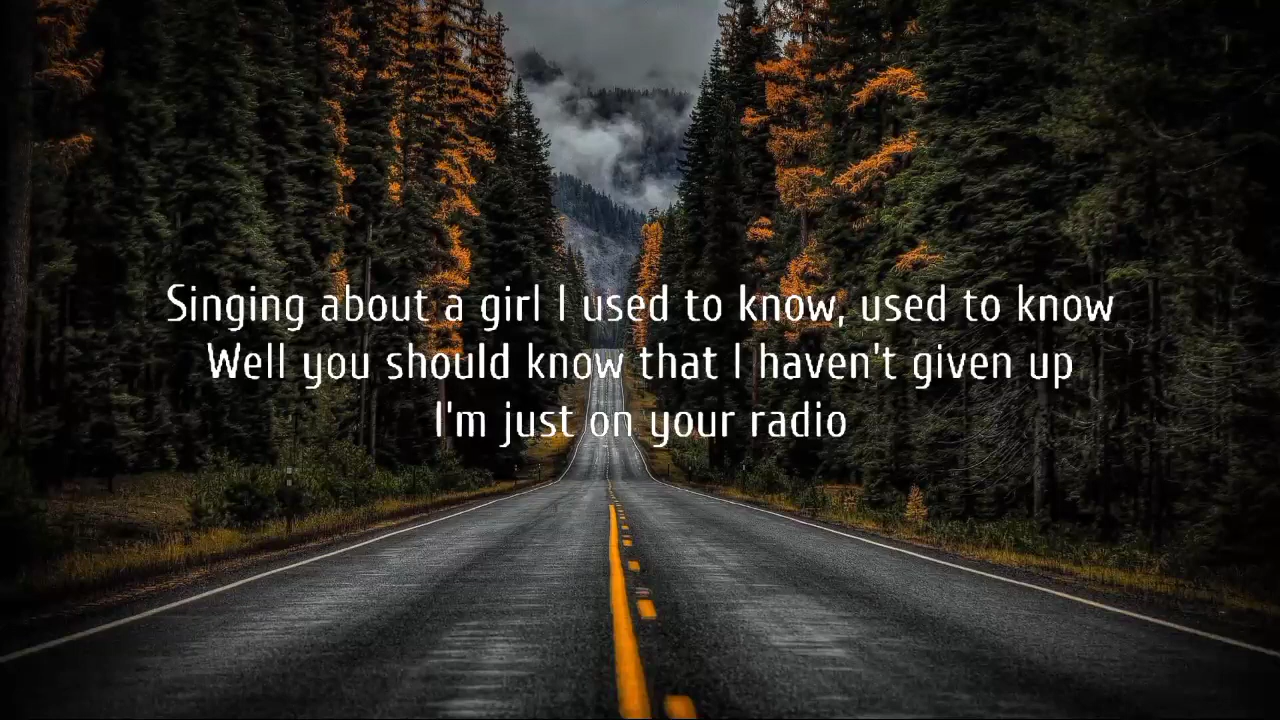 Singing about a girl I used to know, used to know
Well you should know that I haven't given up
I'm just on your radio